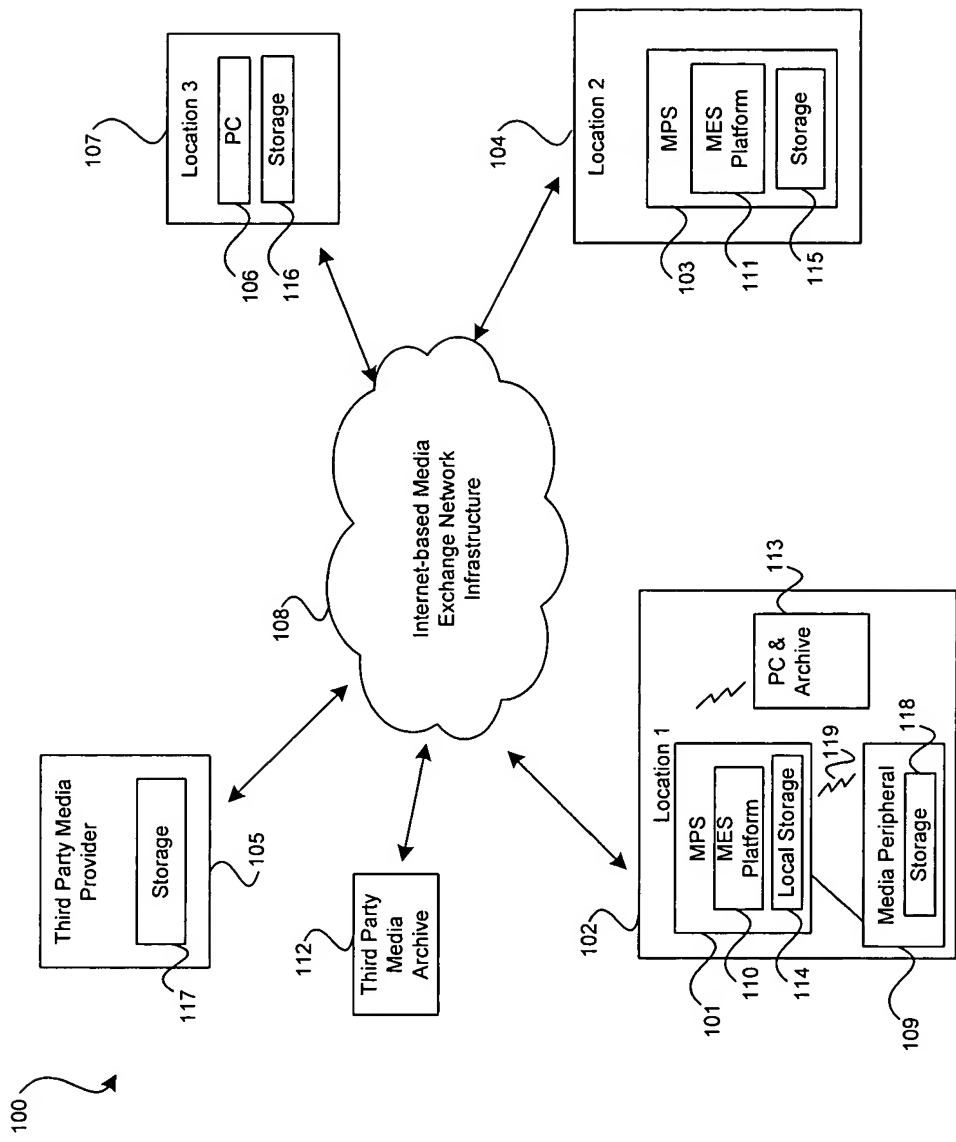 100
Third Party Media
Provider
Storage
117
105
Third Party
Media
Archive
112
Location 1
MPS
MES
Platform
Local Storage
102
101
110
114
119
Media Peripheral
Storage
109
118
PC &
Archive
113
Internet-based Media
Exchange Network
Infrastructure
108
Location 3
PC
Storage
107
106
116
Location 2
MPS
MES
Platform
Storage
104
103
111
115